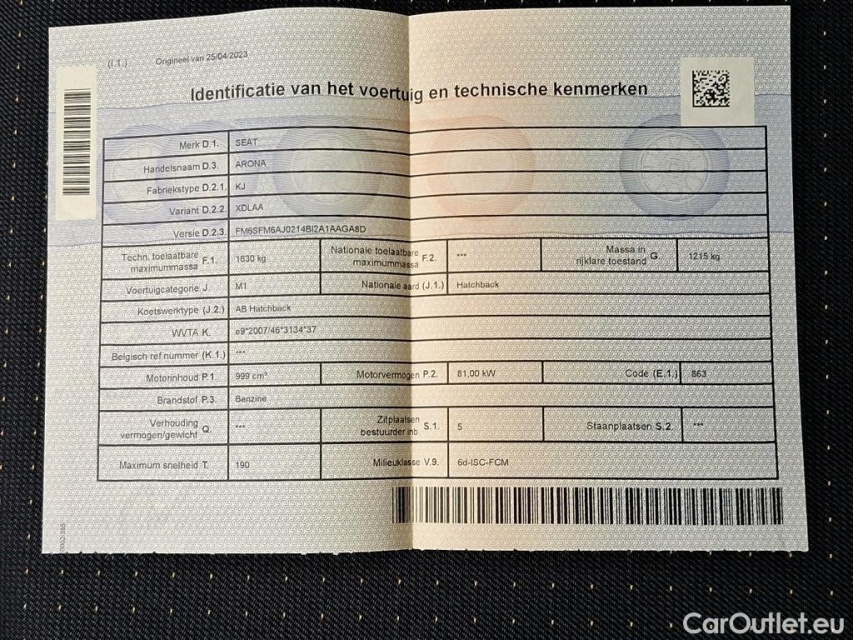 (I.1.) Origineel van 25/04/2023
Identificatie van het voertuig en technische kenmerken
Merk D.1. SEAT
Handelsnaam D.3. ARONA
Fabriekstype D.2.1. KJ
Variant D.2.2. XDLAA
Versie D.2.3. FM6SFM6AJ0214BI2A1AAGA8D
Techn. toelaatbare maximummassa F.1. 1630 kg Nationale toelaatbare maximummassa F.2. *** Massa in rijklare toestand G. 1215 kg
Voertuigcategorie J. M1 Nationale aard (J.1.) Hatchback
Koetswerktype (J.2.) AB Hatchback
WVTA K. e9*2007/46*3134*37
Belgisch ref nummer (K.1.) ***
Motorinhoud P.1. 999 cm³ Motorvermogen P.2. 81,00 kW Code (E.1.) 863
Brandstof P.3. Benzine
Verhouding vermogen/gewicht Q. *** Zitplaatsen bestuurder inb. S.1. 5 Staanplaatsen S.2. ***
Maximum snelheid T. 190 Milieuklasse V.9. 6d-ISC-FCM
CarOutlet.eu